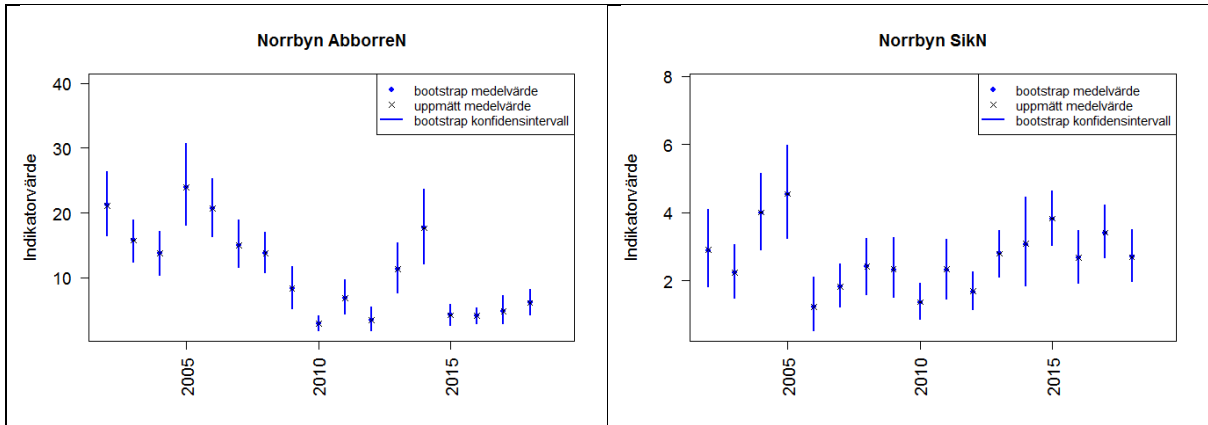 Norrbyn AbborreN
40
30
20
10
Indikatorvärde
bootstrap medelvärde
uppmätt medelvärde
bootstrap konfidensintervall
2005
2010
2015
Norrbyn SikN
8
6
4
2
Indikatorvärde
bootstrap medelvärde
uppmätt medelvärde
bootstrap konfidensintervall
2005
2010
2015